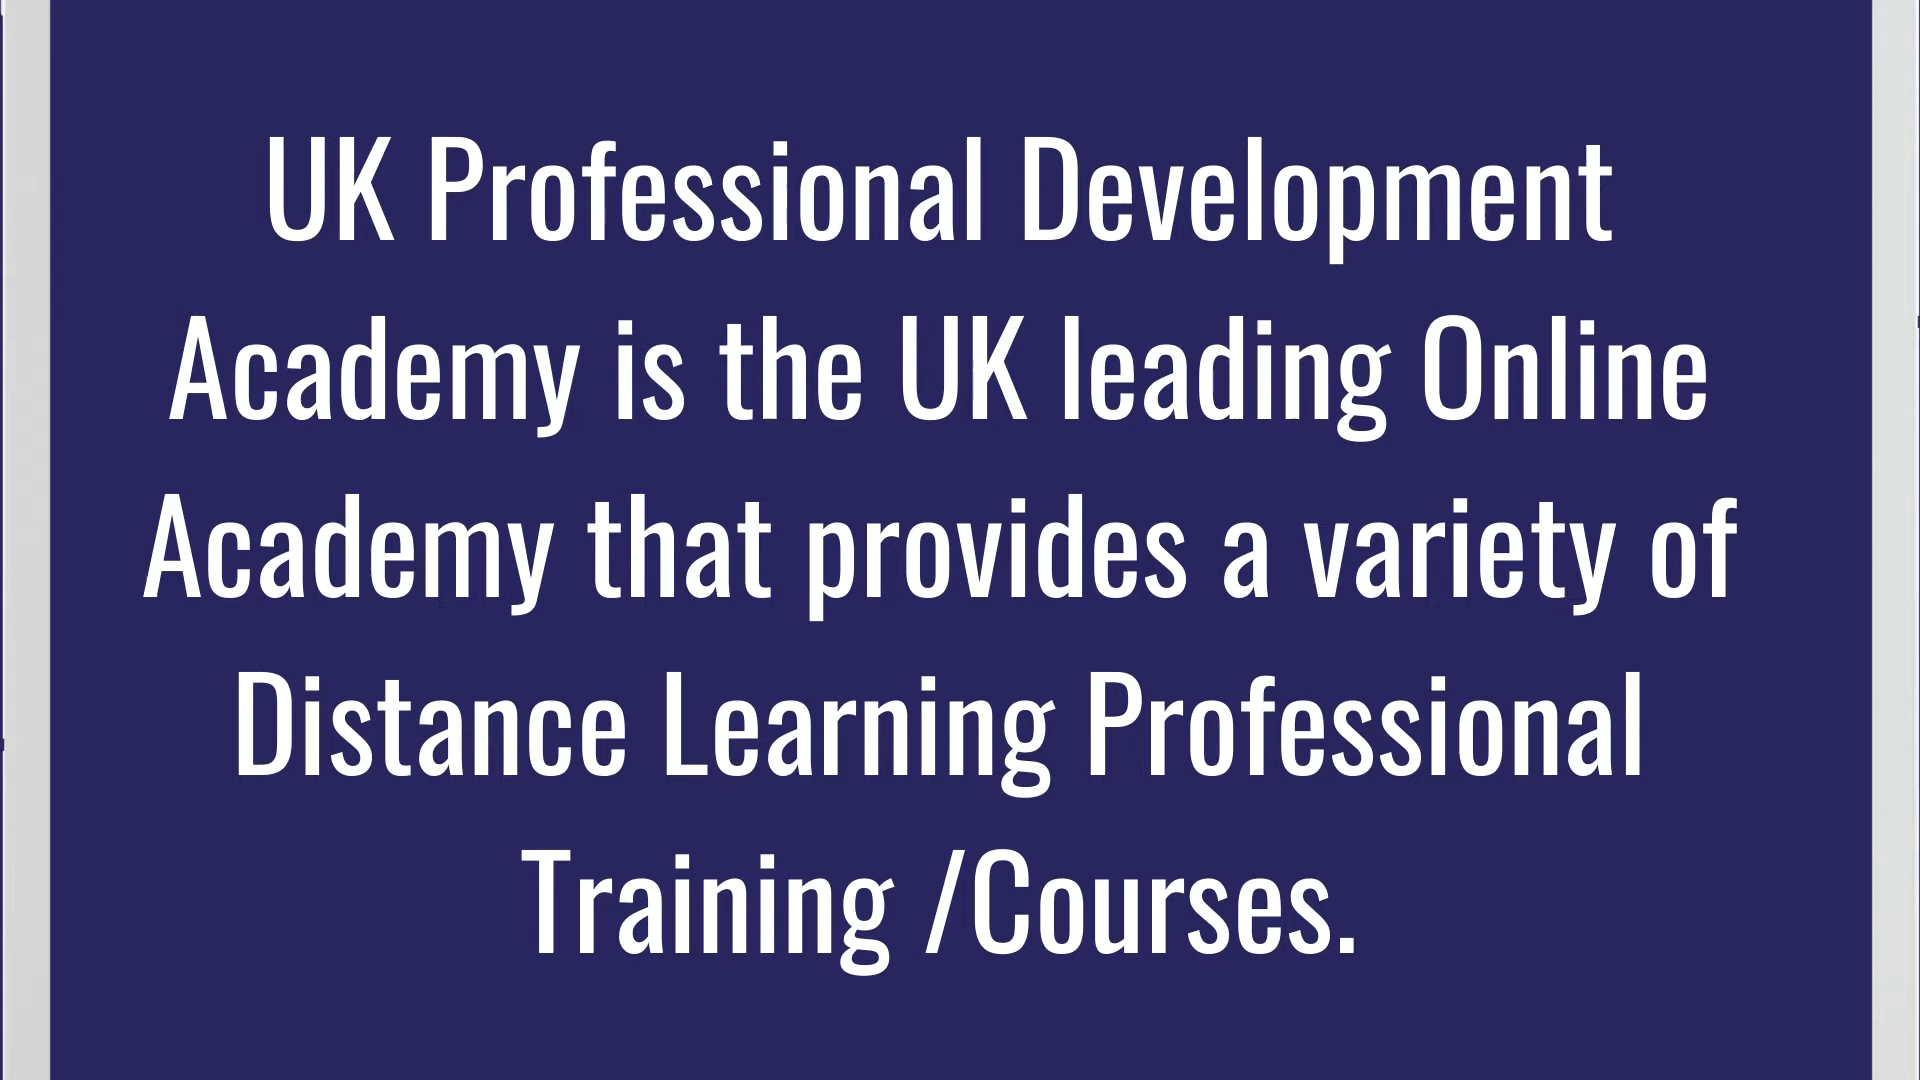 UK Professional Development
Academy is the UK leading Online
Academy that provides a variety of
Distance Learning Professional
Training /Courses.